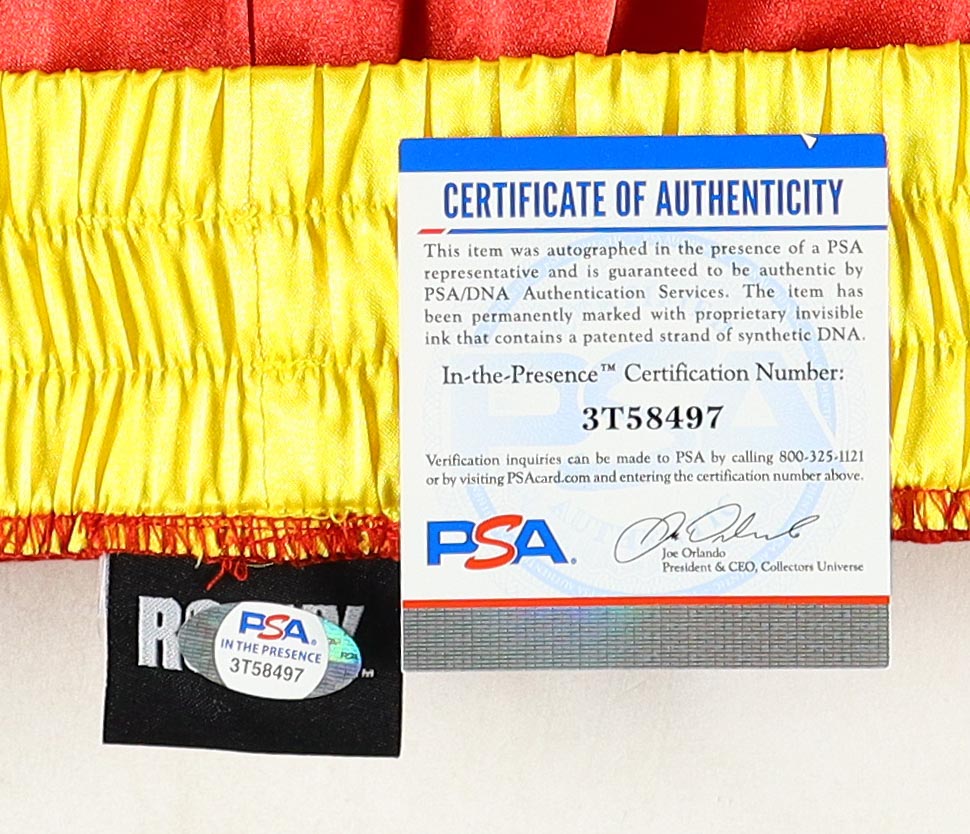 CERTIFICATE OF AUTHENTICITY
This item was autographed in the presence of a PSA
representative and is guaranteed to be authentic by
PSA/DNA Authentication Services. The item has
been permanently marked with proprietary invisible
ink that contains a patented strand of synthetic DNA.
In-the-Presence™ Certification Number:
3T58497
Verification inquiries can be made to PSA by calling 800-325-1121
or by visiting PSAcard.com and entering the certification number above.
PSA
Joe Orlando
President & CEO, Collectors Universe
PSA
IN THE PRESENCE
3T58497